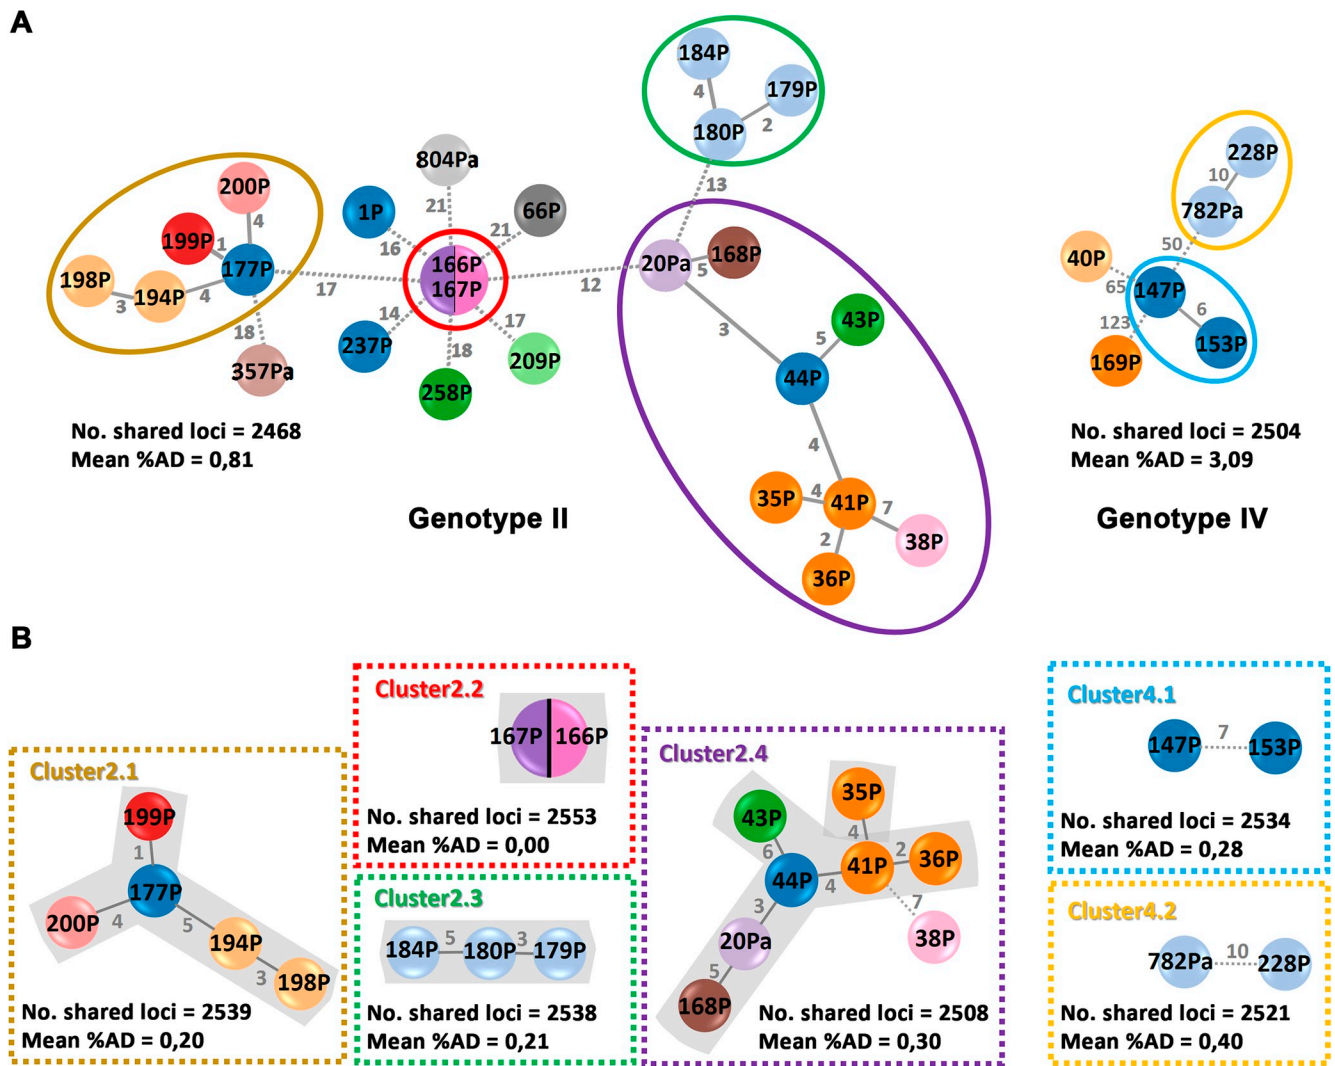 A
184P
4
179P
180P
2
13
804Pa
21
200P
4
199P
1
177P
198P
3
194P
4
17
18
357Pa
1P
16
66P
21
166P
167P
12
14
237P
18
258P
17
209P
20Pa
5
168P
3
43P
5
44P
4
35P
4
41P
7
38P
2
36P
228P
10
782Pa
50
40P
65
147P
6
153P
123
169P
No. shared loci = 2468
Mean %AD = 0,81
Genotype II
No. shared loci = 2504
Mean %AD = 3,09
Genotype IV
B
Cluster2.1
199P
1
177P
200P
4
5
194P
3
198P
No. shared loci = 2539
Mean %AD = 0,20
Cluster2.2
167P 166P
No. shared loci = 2553
Mean %AD = 0,00
Cluster2.3
184P 5 180P 3 179P
No. shared loci = 2538
Mean %AD = 0,21
Cluster2.4
35P
43P
4
6
41P 2 36P
44P 4
7
3
38P
20Pa
5
168P
No. shared loci = 2508
Mean %AD = 0,30
Cluster4.1
147P 7 153P
No. shared loci = 2534
Mean %AD = 0,28
Cluster4.2
782Pa 10 228P
No. shared loci = 2521
Mean %AD = 0,40